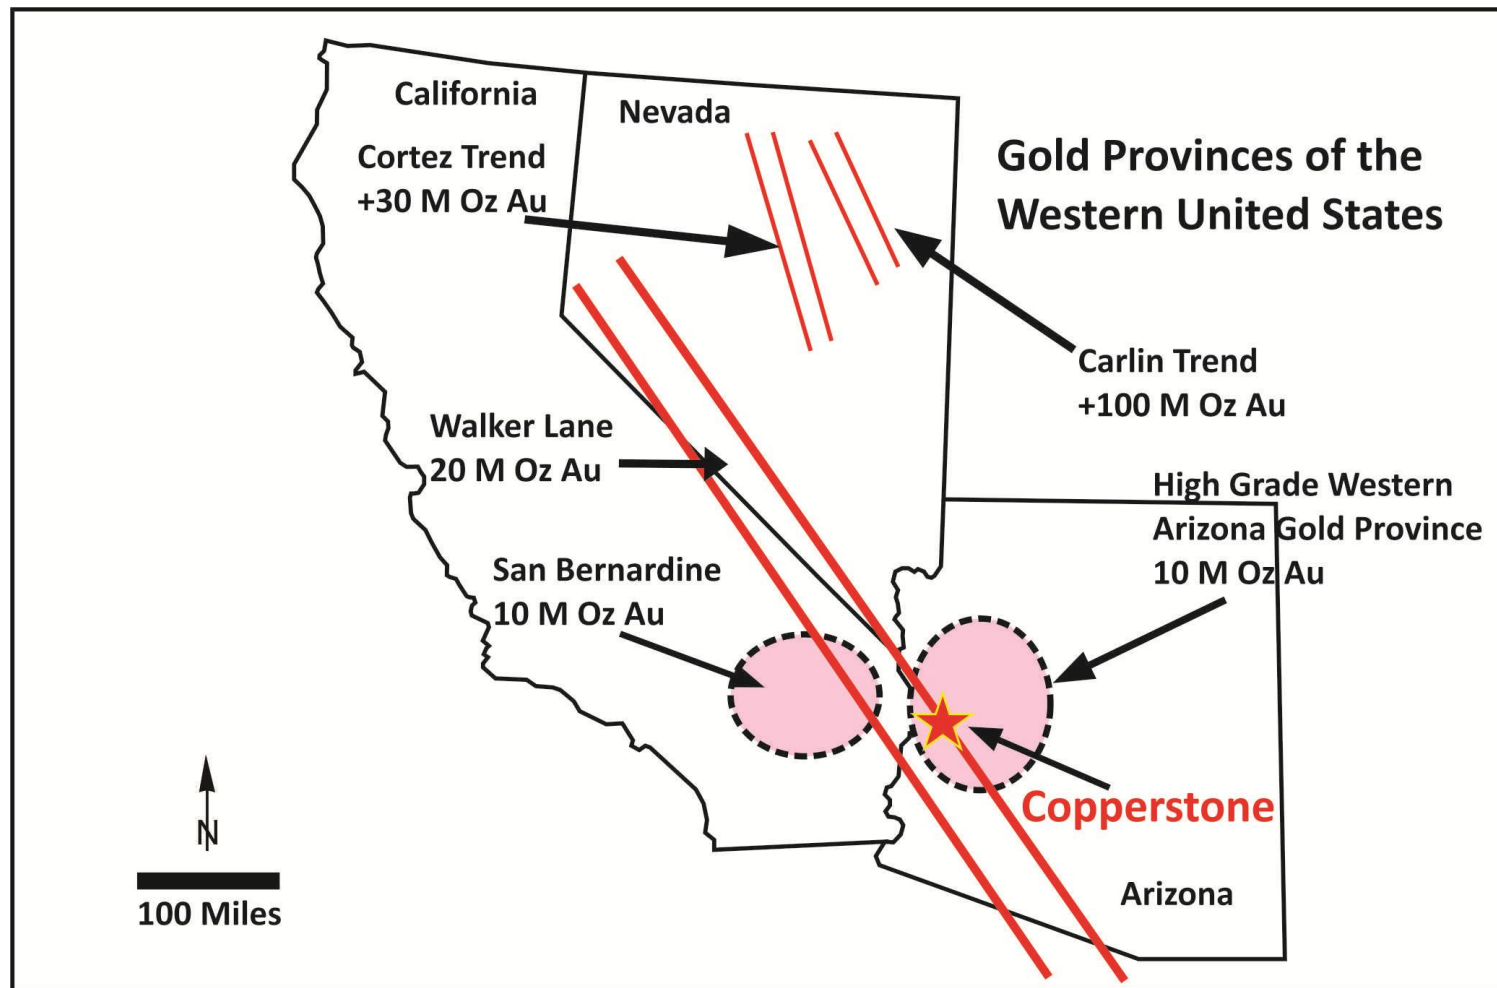 California
Nevada
Cortez Trend
+30 M Oz Au
Gold Provinces of the
Western United States
Carlin Trend
+100 M Oz Au
Walker Lane
20 M Oz Au
High Grade Western
Arizona Gold Province
10 M Oz Au
San Bernardine
10 M Oz Au
Copperstone
N
100 Miles
Arizona